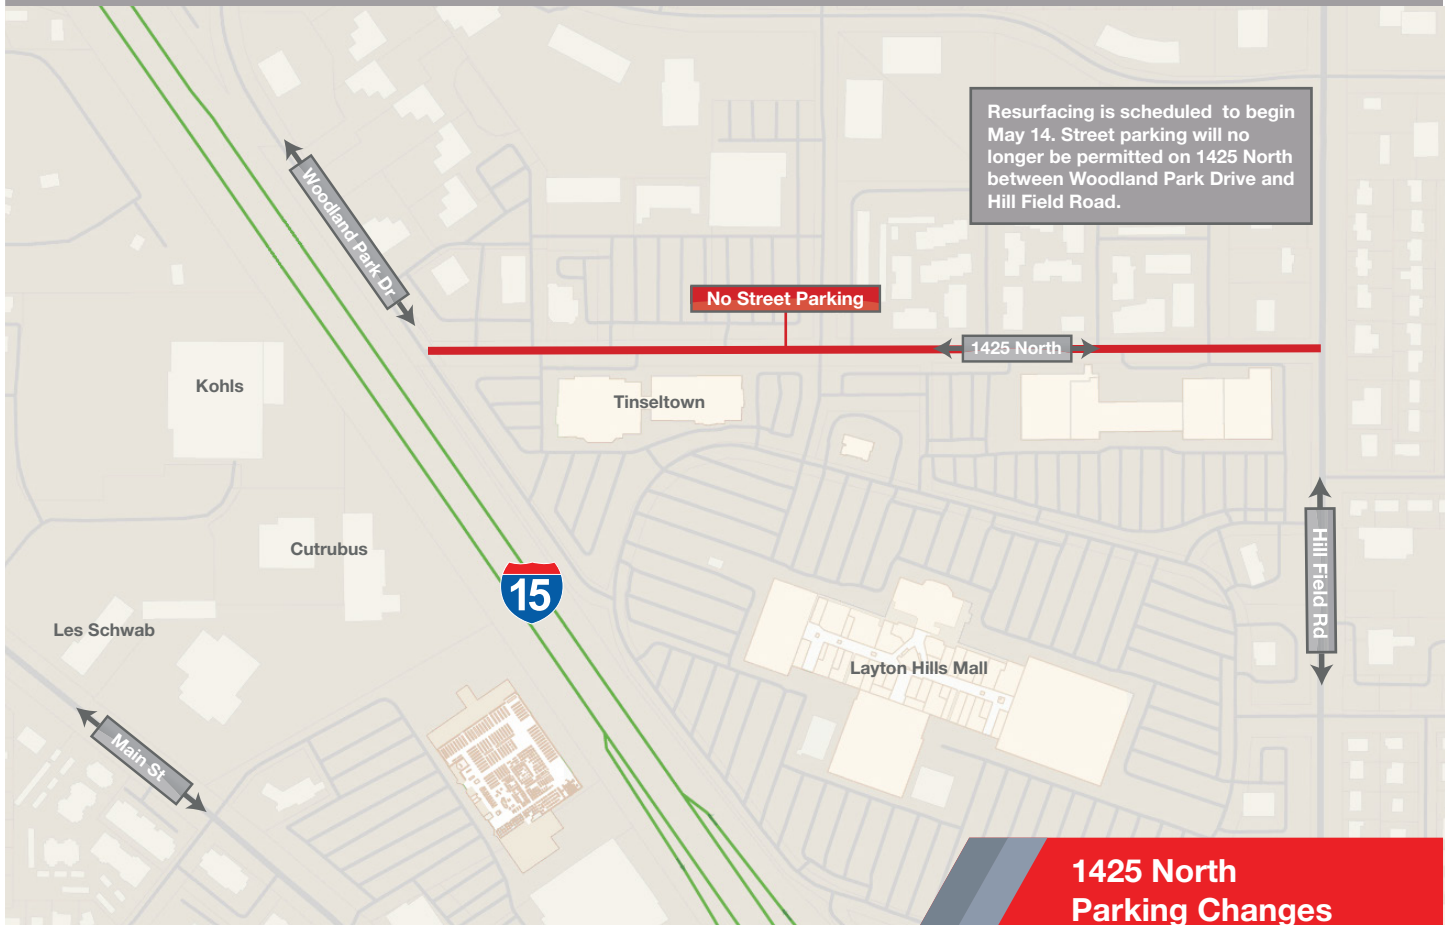 Resurfacing is scheduled to begin
May 14. Street parking will no
longer be permitted on 1425 North
between Woodland Park Drive and
Hill Field Road.
Woodland Park Dr
No Street Parking
1425 North
Kohls
Tinseltown
Cutrubus
15
Hill Field Rd
Les Schwab
Layton Hills Mall
Main St
1425 North
Parking Changes